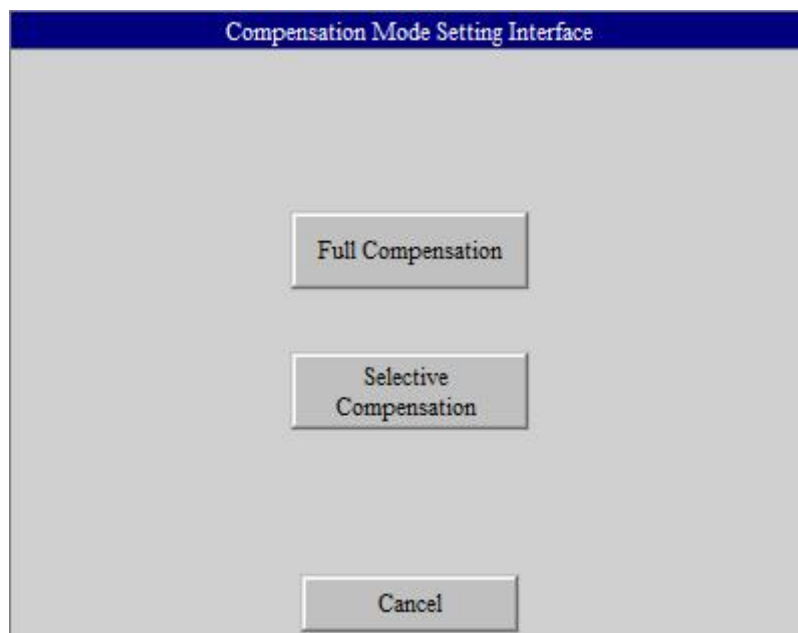 Compensation Mode Setting Interface
Full Compensation
Selective
Compensation
Cancel